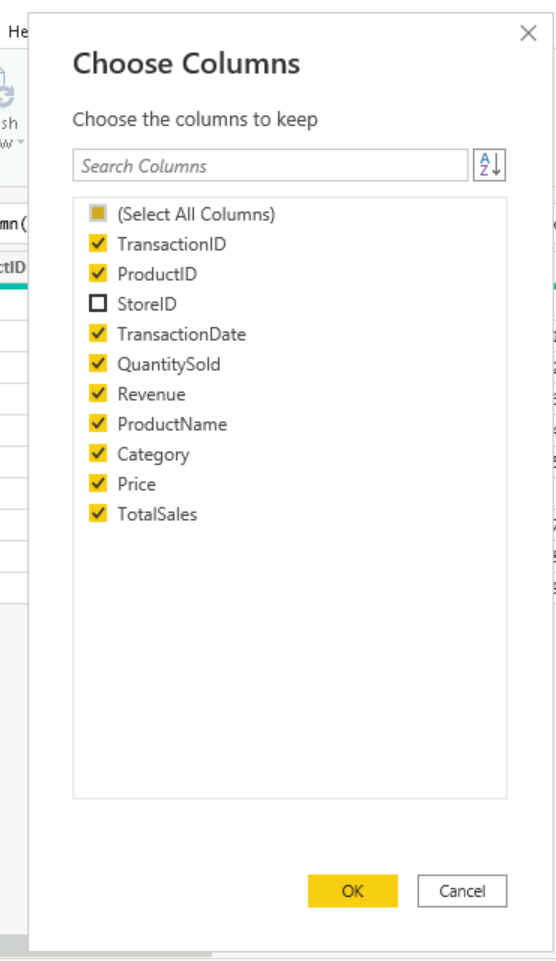 He
Choose Columns
Choose the columns to keep
sh
w
Search Columns
A
Z
(Select All Columns)
mn(
TransactionID
ctID
ProductID
StoreID
TransactionDate
QuantitySold
Revenue
ProductName
Category
Price
TotalSales
OK
Cancel